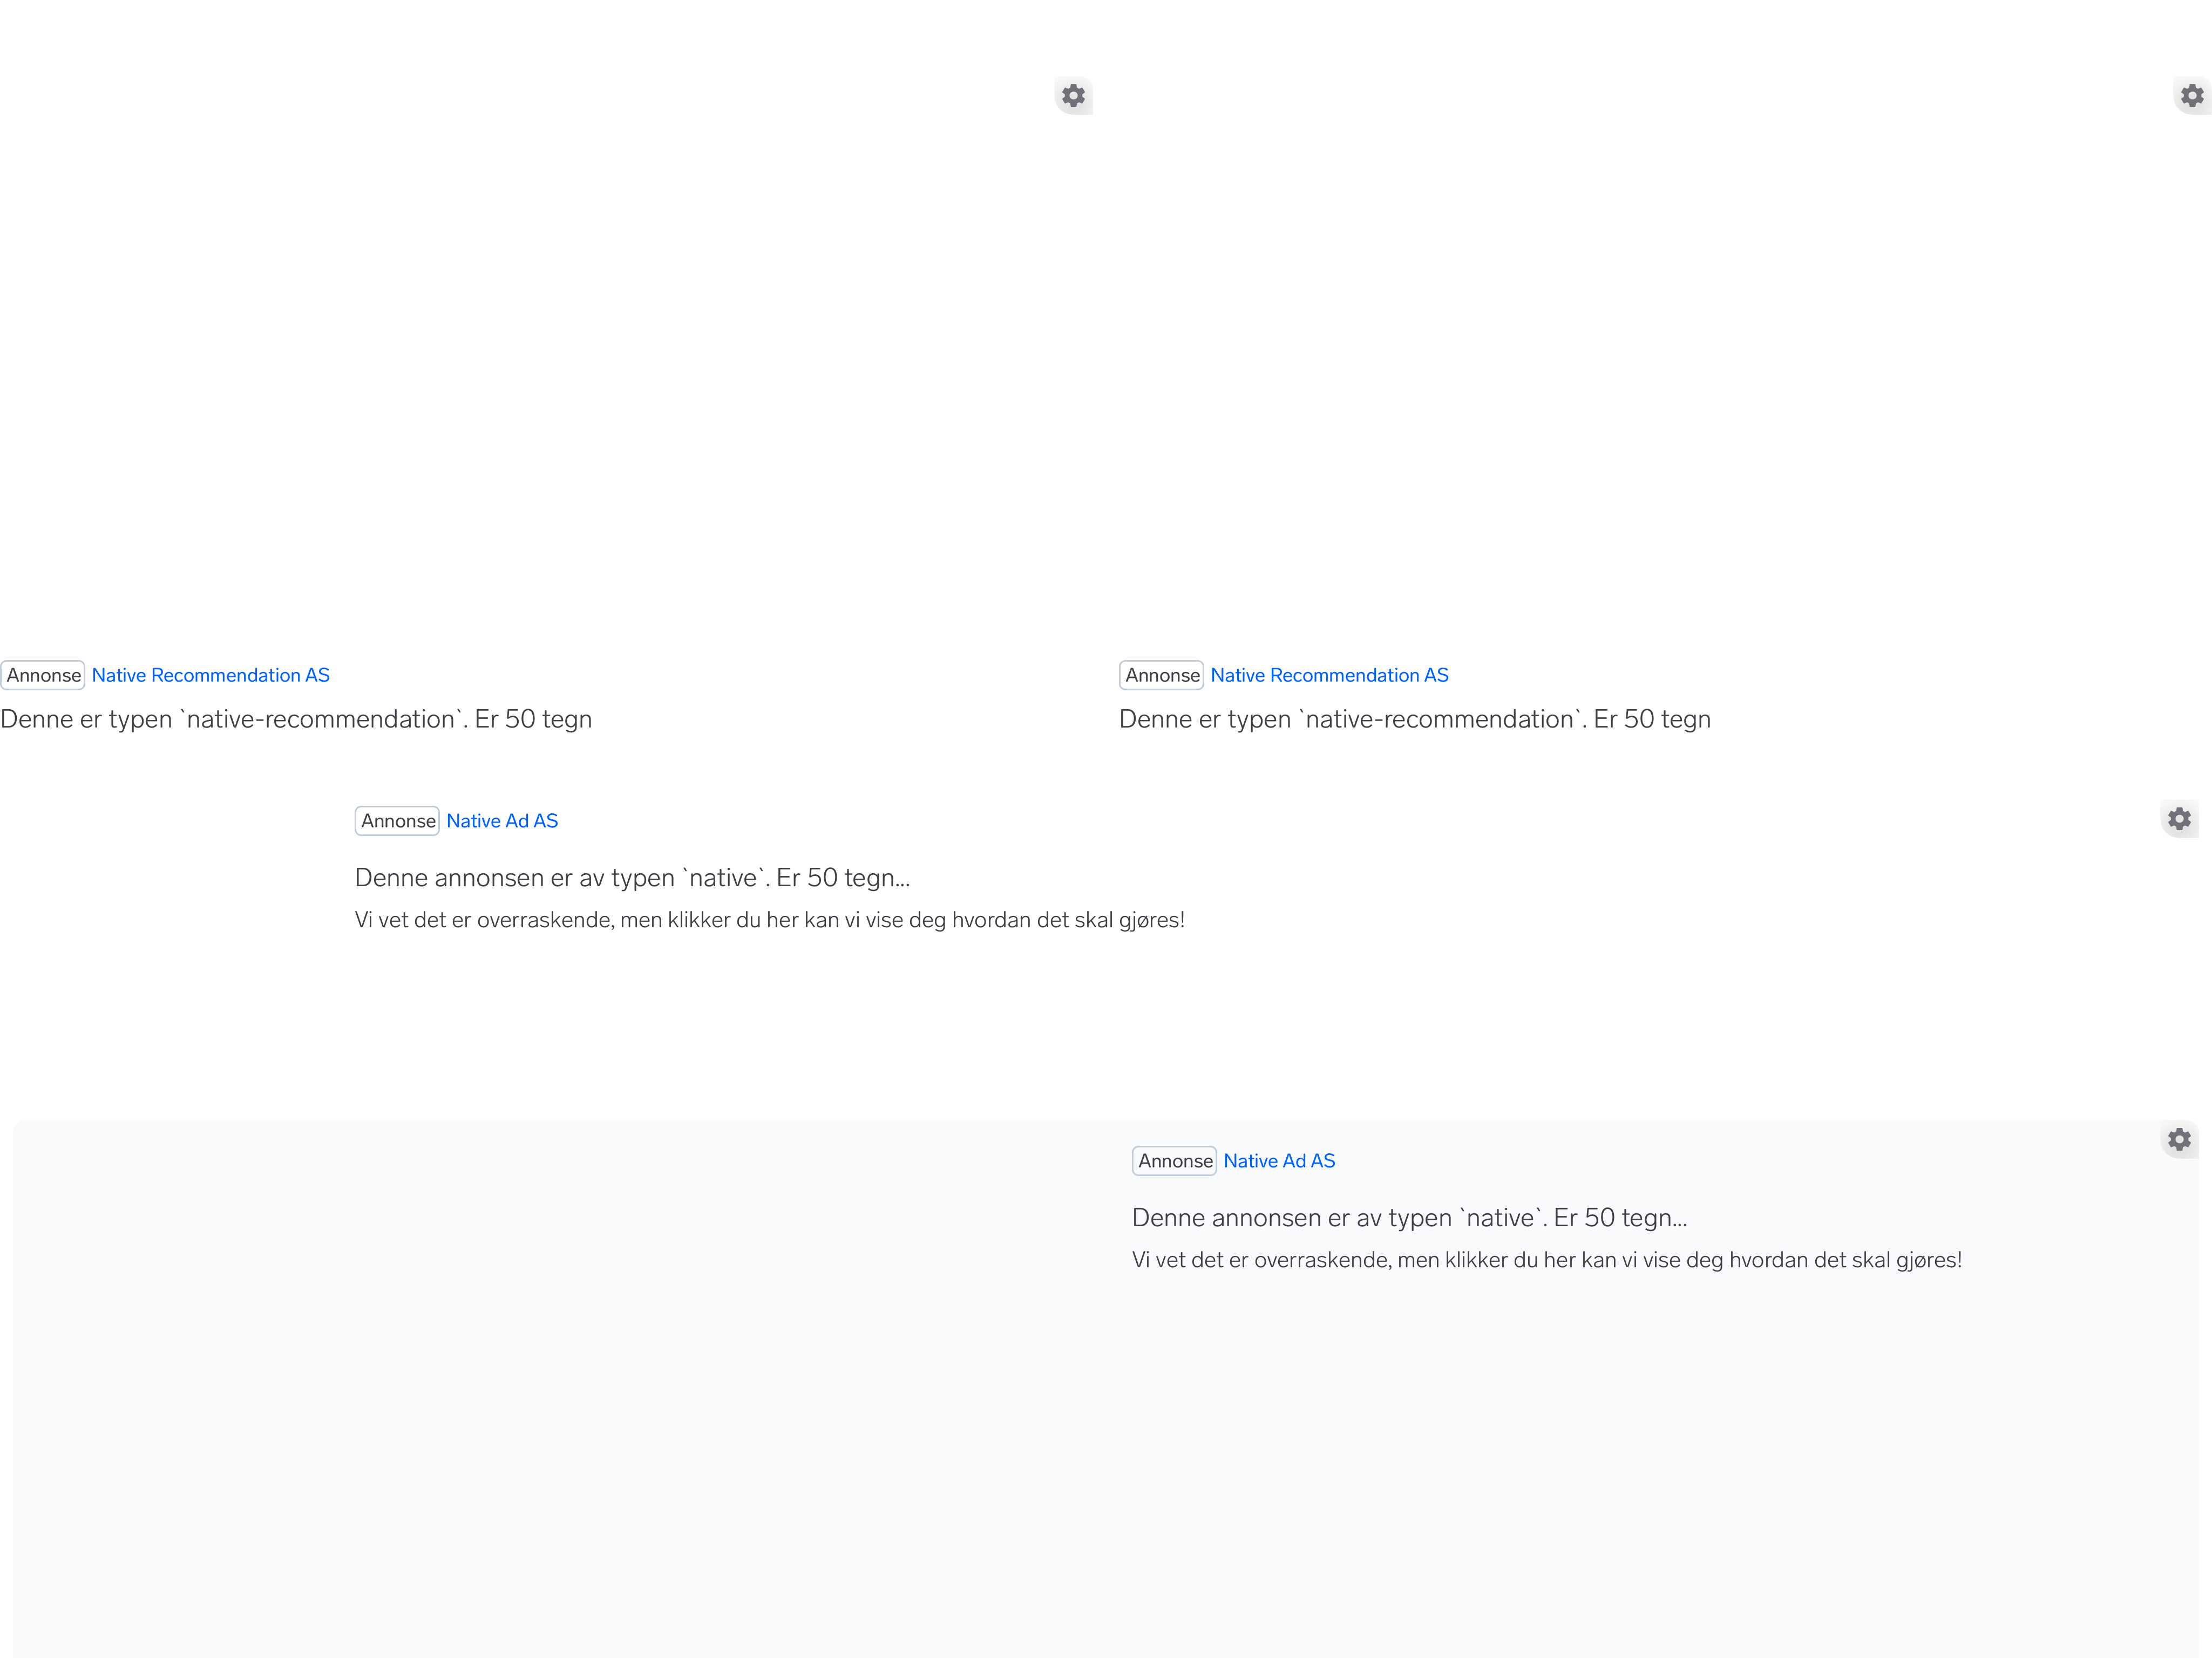 Annonse Native Recommendation AS
Denne er typen `native-recommendation`. Er 50 tegn
Annonse Native Recommendation AS
Denne er typen `native-recommendation`. Er 50 tegn
Annonse Native Ad AS
Denne annonsen er av typen `native`. Er 50 tegn...
Vi vet det er overraskende, men klikker du her kan vi vise deg hvordan det skal gjøres!
Annonse Native Ad AS
Denne annonsen er av typen `native`. Er 50 tegn...
Vi vet det er overraskende, men klikker du her kan vi vise deg hvordan det skal gjøres!